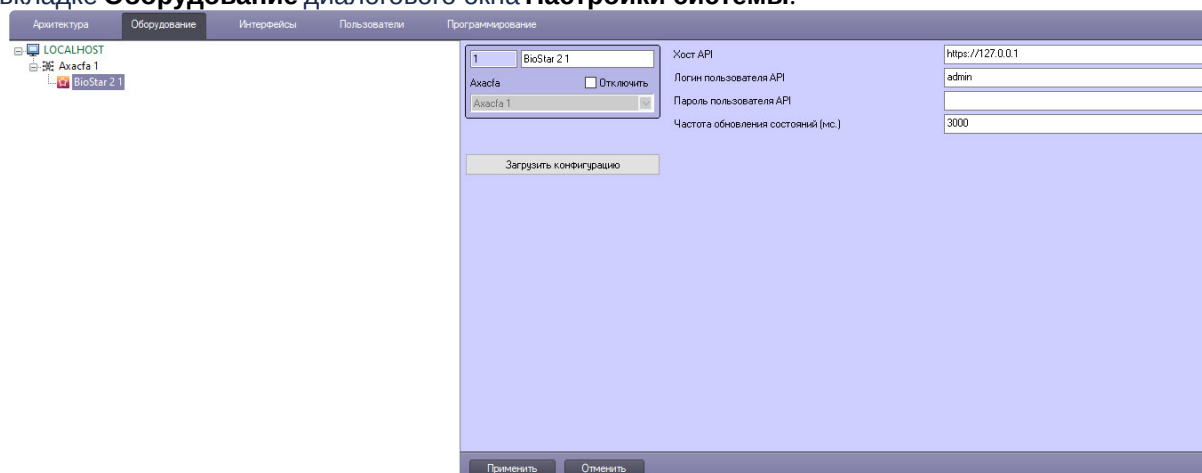 вкладке Оборудование диалогового окна Настройки системы.
Архитектура Оборудование Интерфейсы Пользователи Программирование
LOCALHOST
Axacfa 1
BioStar 2 1
1 BioStar 2 1
Axacfa Отключить
Axacfa 1
Загрузить конфигурацию
Хост API https://127.0.0.1
Логин пользователя API admin
Пароль пользователя API
Частота обновления состояний (мс.) 3000
Применить Отменить